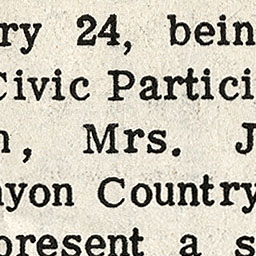 ry 24, bein
Civic Partici
n, Mrs. J
nyon Country
present a s